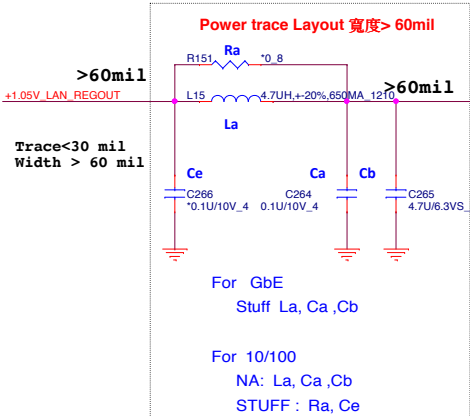 Power trace Layout 寬度> 60mil
Ra
R151
*0_8
>60mil
>60mil
+1.05V_LAN_REGOUT
L15
4.7UH,+-20%,650MA_1210
La
Trace<30 mil
Width > 60 mil
Ce
Ca
Cb
C266
C264
C265
*0.1U/10V_4
0.1U/10V_4
4.7U/6.3VS_
For GbE
Stuff La, Ca ,Cb
For 10/100
NA: La, Ca ,Cb
STUFF : Ra, Ce